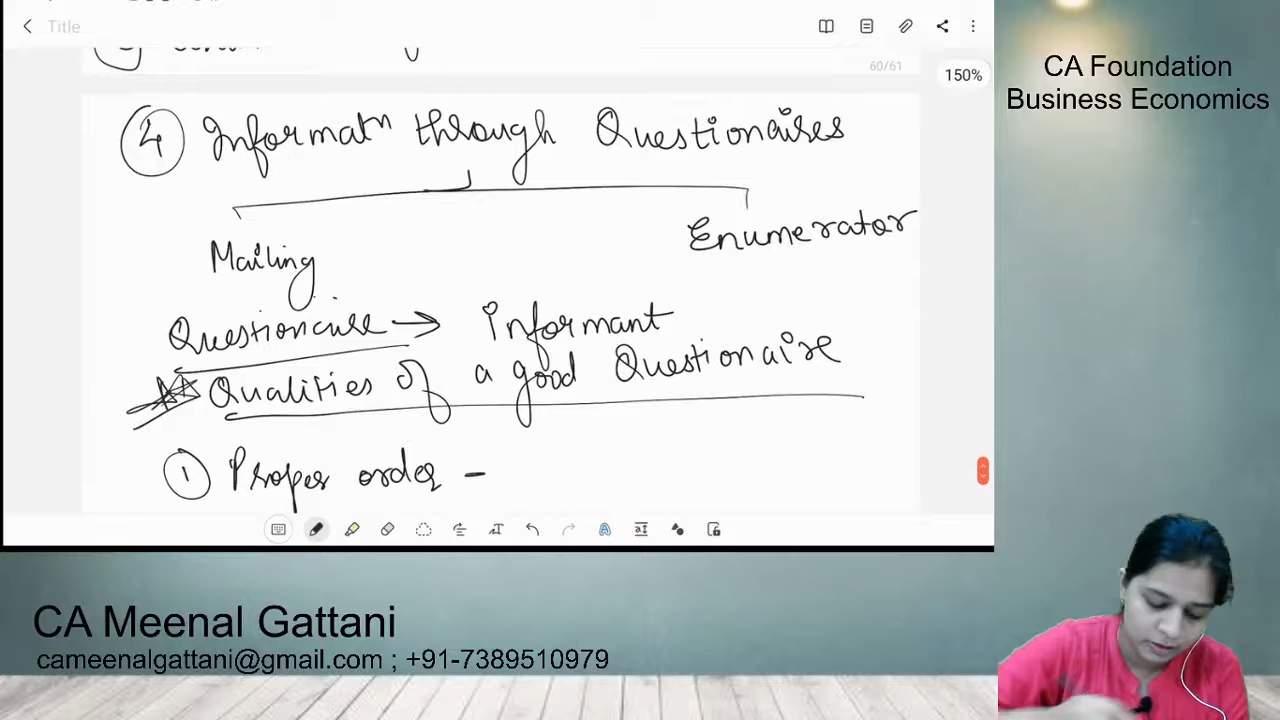 Title
60/61
150%
④ Informatn through Questionaires
Mailing
Enumerator
Questionaire → informant
Qualities of a good Questionaire
① Proper order -
CA Foundation
Business Economics
CA Meenal Gattani
cameenalgattani@gmail.com ; +91-7389510979